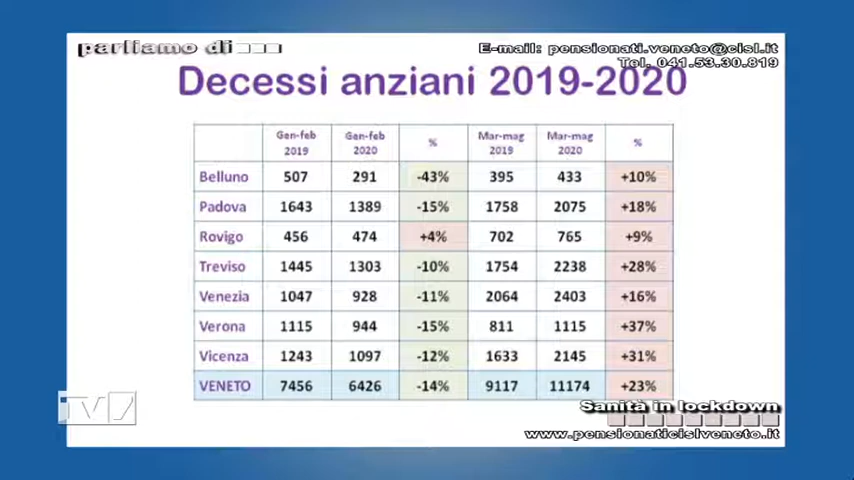 parliamo di
E-mail: pensionati.veneto@cisl.it
Tel. 041.53.30.819
Decessi anziani 2019-2020
Gen-feb 2019 Gen-feb 2020 % Mar-mag 2019 Mar-mag 2020 %
Belluno 507 291 -43% 395 433 +10%
Padova 1643 1389 -15% 1758 2075 +18%
Rovigo 456 474 +4% 702 765 +9%
Treviso 1445 1303 -10% 1754 2238 +28%
Venezia 1047 928 -11% 2064 2403 +16%
Verona 1115 944 -15% 811 1115 +37%
Vicenza 1243 1097 -12% 1633 2145 +31%
VENETO 7456 6426 -14% 9117 11174 +23%
Sanità in lockdown
www.pensionaticislveneto.it